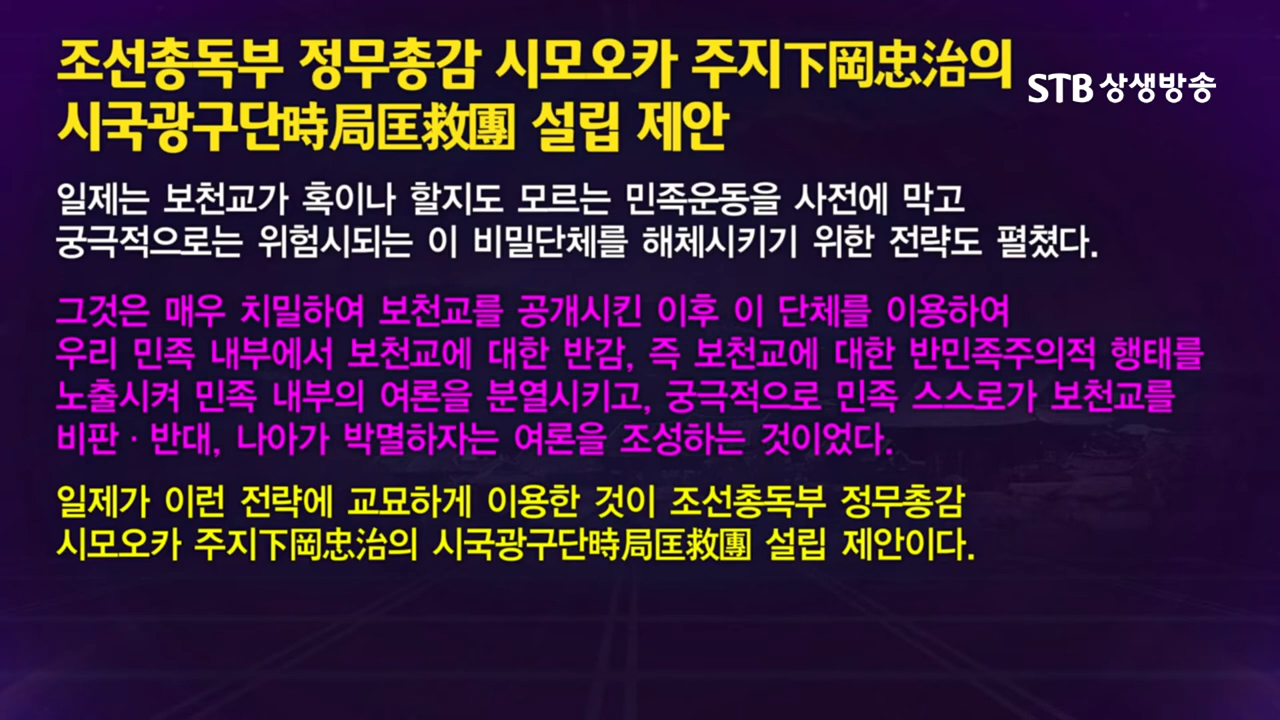 조선총독부 정무총감 시모오카 주지下岡忠治의
시국광구단時局匡救團 설립 제안
STB 상생방송
일제는 보천교가 혹이나 할지도 모르는 민족운동을 사전에 막고
궁극적으로는 위험시되는 이 비밀단체를 해체시키기 위한 전략도 펼쳤다.
그것은 매우 치밀하여 보천교를 공개시킨 이후 이 단체를 이용하여
우리 민족 내부에서 보천교에 대한 반감, 즉 보천교에 대한 반민족주의적 행태를
노출시켜 민족 내부의 여론을 분열시키고, 궁극적으로 민족 스스로가 보천교를
비판·반대, 나아가 박멸하자는 여론을 조성하는 것이었다.
일제가 이런 전략에 교묘하게 이용한 것이 조선총독부 정무총감
시모오카 주지下岡忠治의 시국광구단時局匡救團 설립 제안이다.